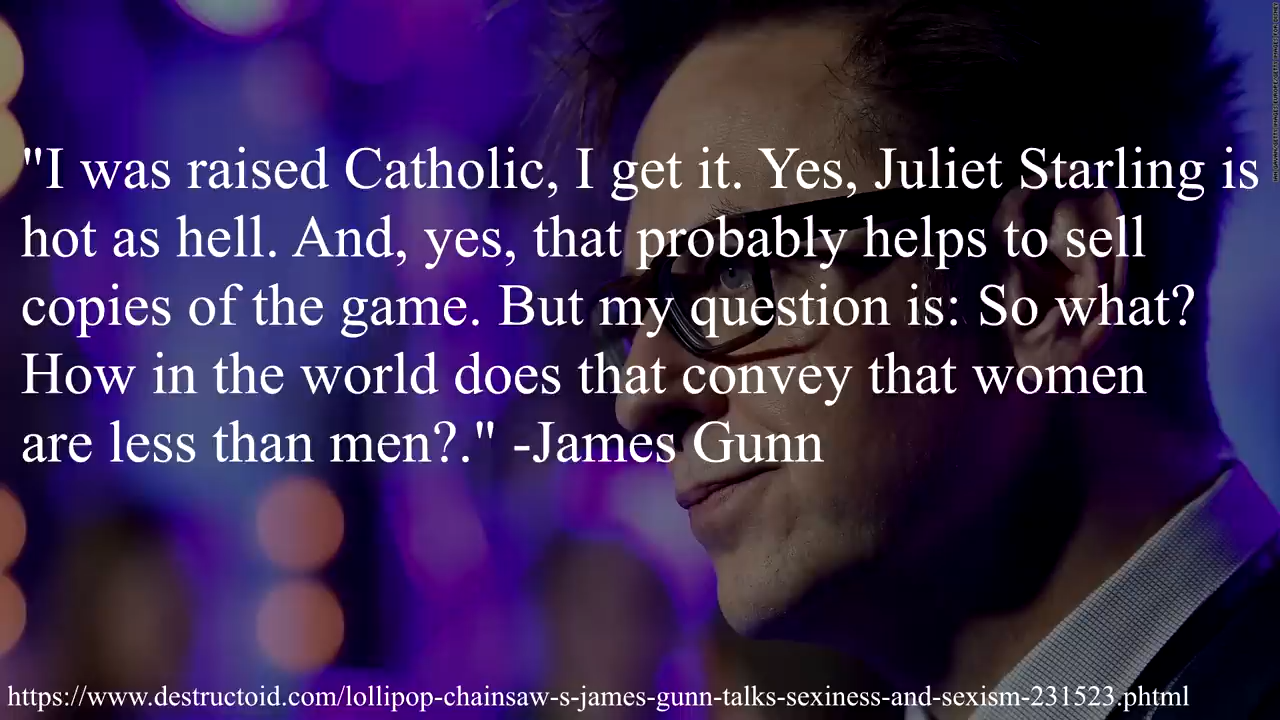 "I was raised Catholic, I get it. Yes, Juliet Starling is
hot as hell. And, yes, that probably helps to sell
copies of the game. But my question is: So what?
How in the world does that convey that women
are less than men?." -James Gunn
https://www.destructoid.com/lollipop-chainsaw-s-james-gunn-talks-sexiness-and-sexism-231523.phtml